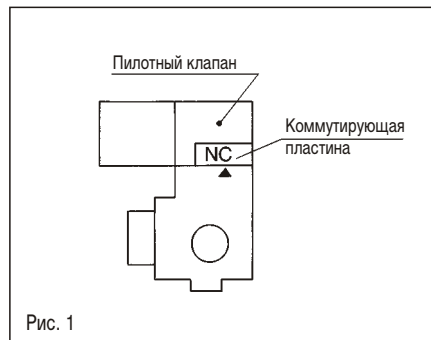 Пилотный клапан
Коммутирующая
пластина
NC
Рис. 1